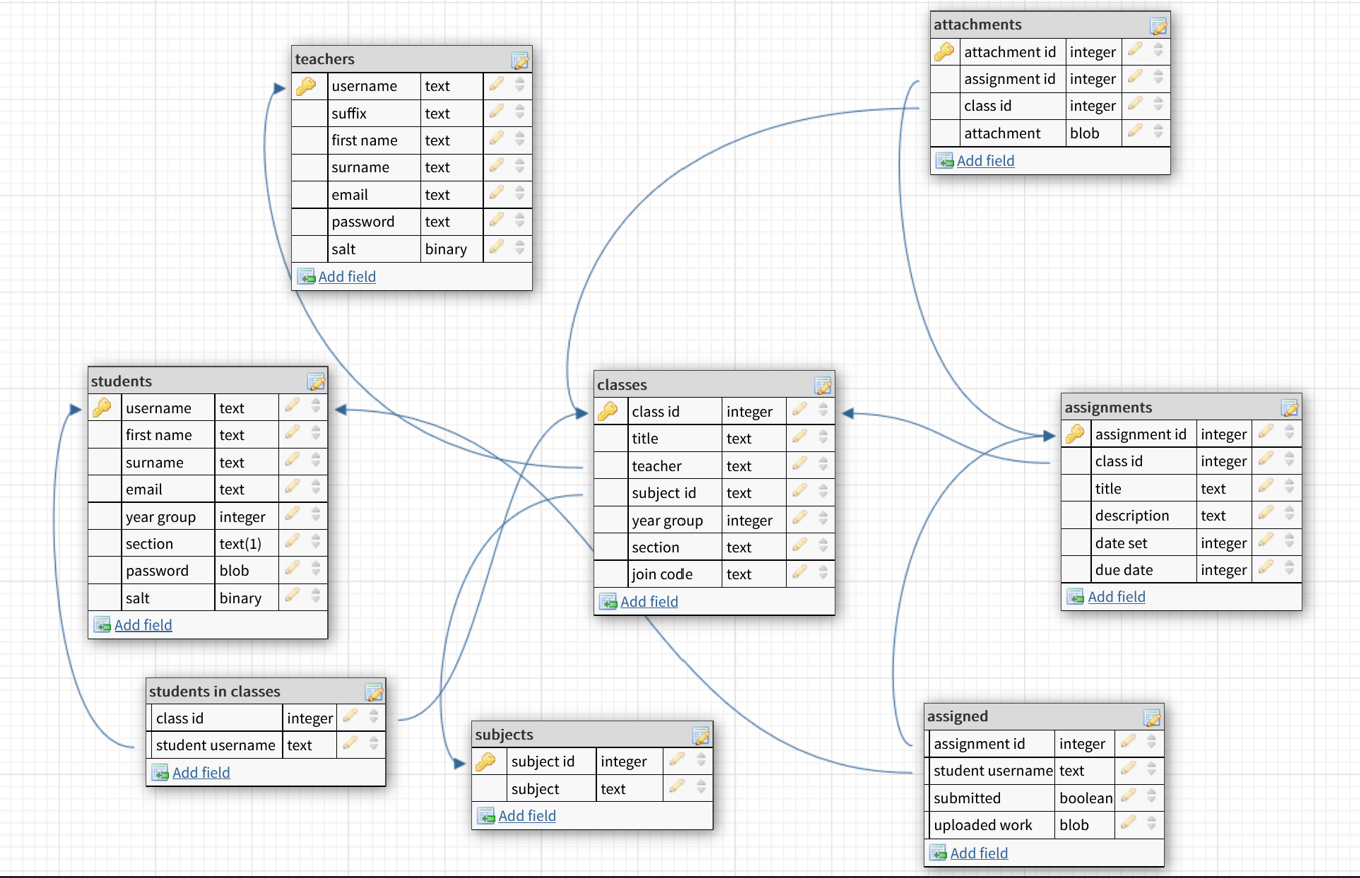 teachers
username text
suffix text
first name text
surname text
email text
password text
salt binary
Add field
attachments
attachment id integer
assignment id integer
class id integer
attachment blob
Add field
students
username text
first name text
surname text
email text
year group integer
section text(1)
password blob
salt binary
Add field
classes
class id integer
title text
teacher text
subject id text
year group integer
section text
join code text
Add field
assignments
assignment id integer
class id integer
title text
description text
date set integer
due date integer
Add field
students in classes
class id integer
student username text
Add field
subjects
subject id integer
subject text
Add field
assigned
assignment id integer
student username text
submitted boolean
uploaded work blob
Add field